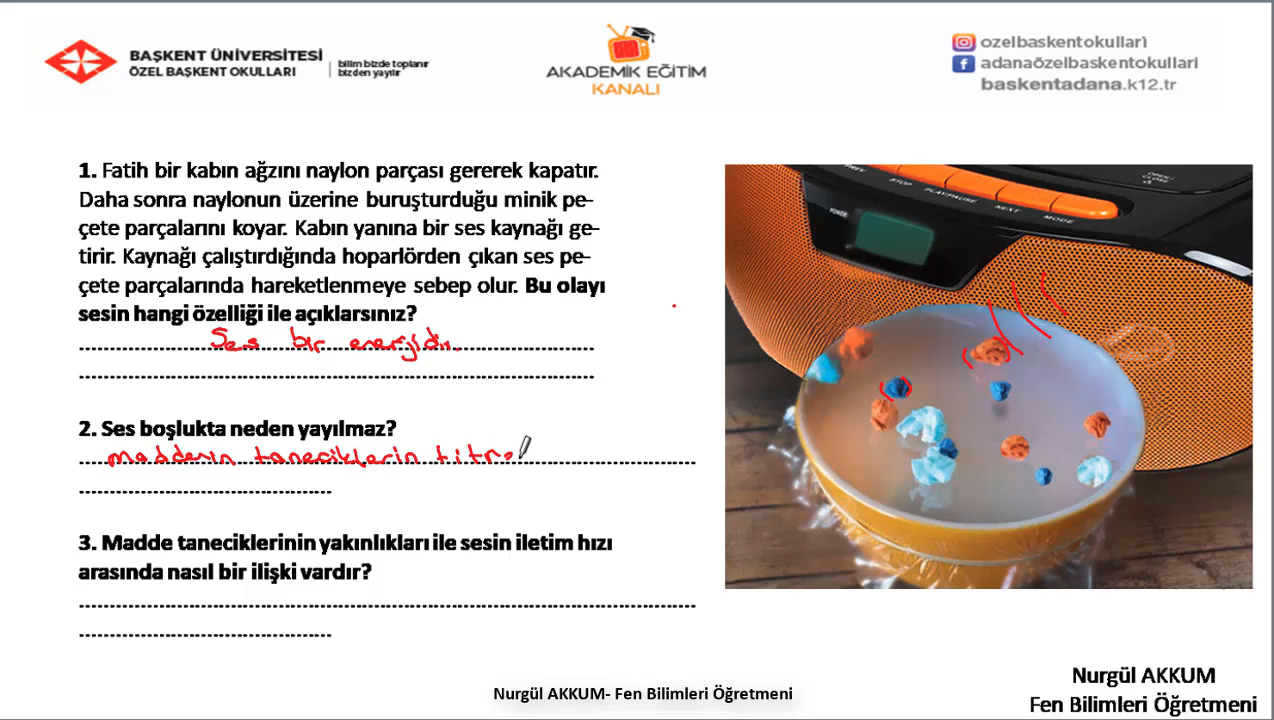 BAŞKENT ÜNİVERSİTESİ
ÖZEL BAŞKENT OKULLARI
bilim bizde toplanır
bizden yayılır
AKADEMİK EĞİTİM
KANALI
ozelbaskentokulları
adanaözelbaskentokullari
baskentadana.k12.tr
1. Fatih bir kabın ağzını naylon parçası gererek kapatır.
Daha sonra naylonun üzerine buruşturduğu minik pe-
çete parçalarını koyar. Kabın yanına bir ses kaynağı ge-
tirir. Kaynağı çalıştırdığında hoparlörden çıkan ses pe-
çete parçalarında hareketlenmeye sebep olur. Bu olayı
sesin hangi özelliği ile açıklarsınız?
Ses bir enerjidir.
2. Ses boşlukta neden yayılmaz?
maddenin taneciklerin titre
3. Madde taneciklerinin yakınlıkları ile sesin iletim hızı
arasında nasıl bir ilişki vardır?
PREV
STOP
PLAY/PAUSE
NEXT
MODE
OPEN/
CLOSE
POWER
Nurgül AKKUM- Fen Bilimleri Öğretmeni
Nurgül AKKUM
Fen Bilimleri Öğretmeni